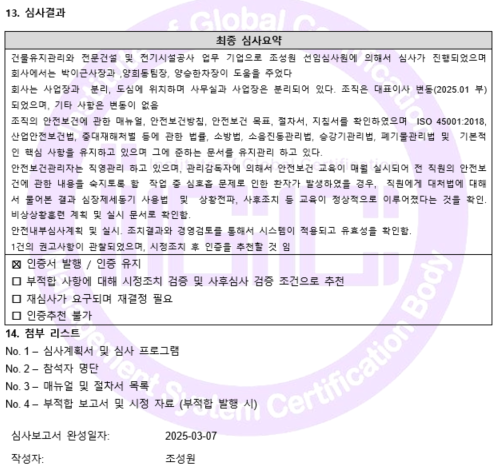 13. 심사결과
최종 심사요약
건물유지관리와 전문건설 및 전기시설공사 업무 기업으로 조성원 선임심사원에 의해서 심사가 진행되었으며
회사에서는 박이근사장과 ,양희동팀장, 양승한차장이 도움을 주었다
회사는 사업장과 분리, 도심에 위치하며 사무실과 사업장은 분리되어 있다. 조직은 대표이사 변동(2025.01 부)
되었으며, 기타 사항은 변동이 없음
조직의 안전보건에 관한 매뉴얼, 안전보건방침, 안전보건 목표, 절차서, 지침서를 확인하였으며 ISO 45001:2018,
산업안전보건법, 중대재해처벌 등에 관한 법률, 소방법, 소음진동관리법, 승강기관리법, 폐기물관리법 및 기본적
인 핵심 사항을 유지하고 있으며 그에 준하는 문서를 유지관리 하고 있다.
안전보건관리자는 직영관리 하고 있으며, 관리감독자에 의해서 안전보건교육이 매월 실시되어 전 직원의 안전보
건에 관한 내용을 숙지토록 함 작업 중 심호흡 문제로 인한 환자가 발생하였을 경우, 직원에게 대처법에 대해
서 물어본 결과 심장제세동기 사용법 및 상황전파, 사후조치 등 교육이 정상적으로 이루어졌다는 것을 확인.
비상상황훈련 계획 및 실시 문서로 확인함.
안전내부심사계획 및 실시. 조치결과와 경영검토를 통해서 시스템이 적용되고 유효성을 확인함.
1건의 권고사항이 관찰되었으며, 시정조치 후 인증을 추천할 것 임
☒ 인증서 발행 / 인증 유지
☐ 부적합 사항에 대해 시정조치 검증 및 사후심사 검증 조건으로 추천
☐ 재심사가 요구되며 재결정 필요
☐ 인증추천 불가
14. 첨부 리스트
No. 1 – 심사계획서 및 심사 프로그램
No. 2 – 참석자 명단
No. 3 – 매뉴얼 및 절차서 목록
No. 4 – 부적합 보고서 및 시정 자료 (부적합 발행 시)
심사보고서 완성일자: 2025-03-07
작성자: 조성원